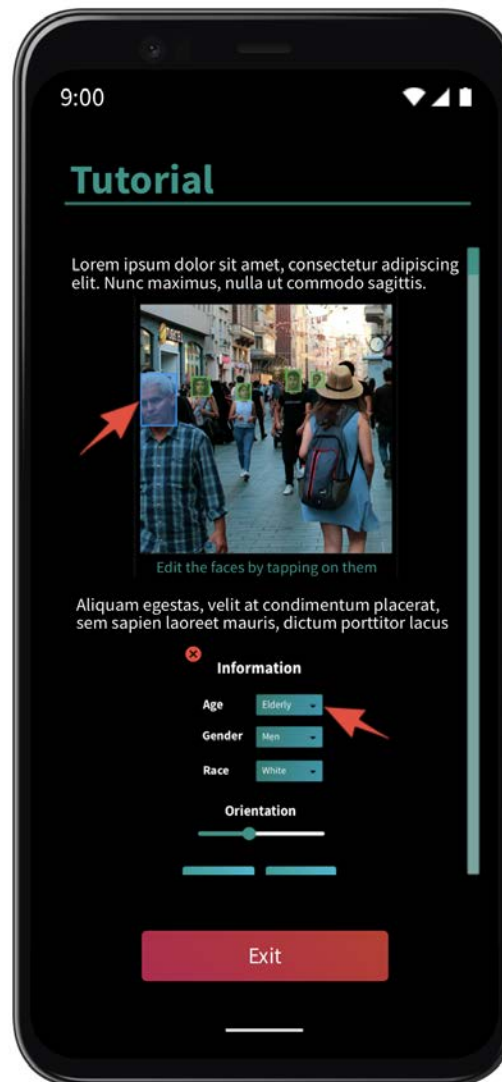 9:00
Tutorial
Lorem ipsum dolor sit amet, consectetur adipiscing
elit. Nunc maximus, nulla ut commodo sagittis.
Edit the faces by tapping on them
Aliquam egestas, velit at condimentum placerat,
sem sapien laoreet mauris, dictum porttitor lacus
Information
Age Elderly
Gender Men
Race White
Orientation
Exit